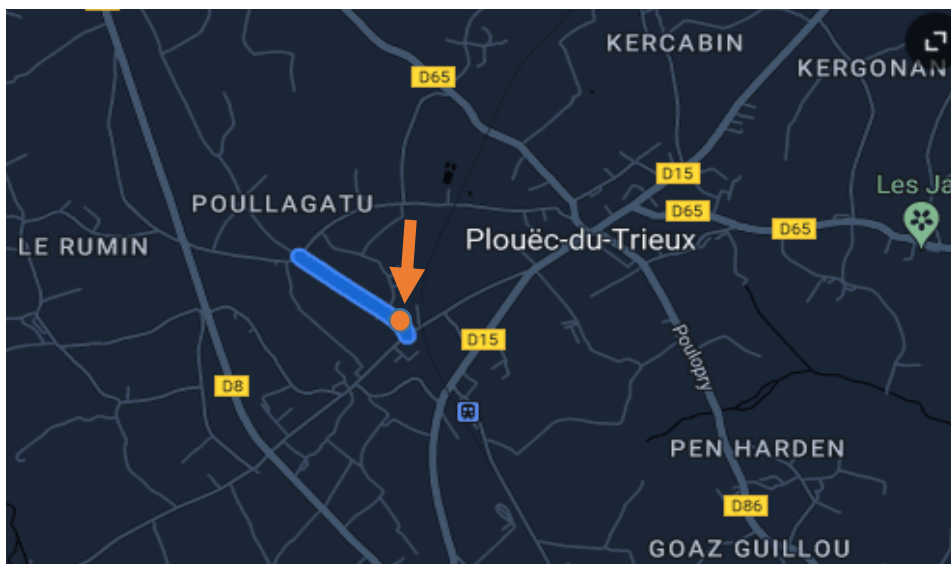 KERCABIN
KERGONAN
D65
D15
Les Ja
POULLAGATU
D65
D65
LE RUMIN
Plouëc-du-Trieux
D15
Poulopry
D8
PEN HARDEN
D86
GOAZ GUILLOU